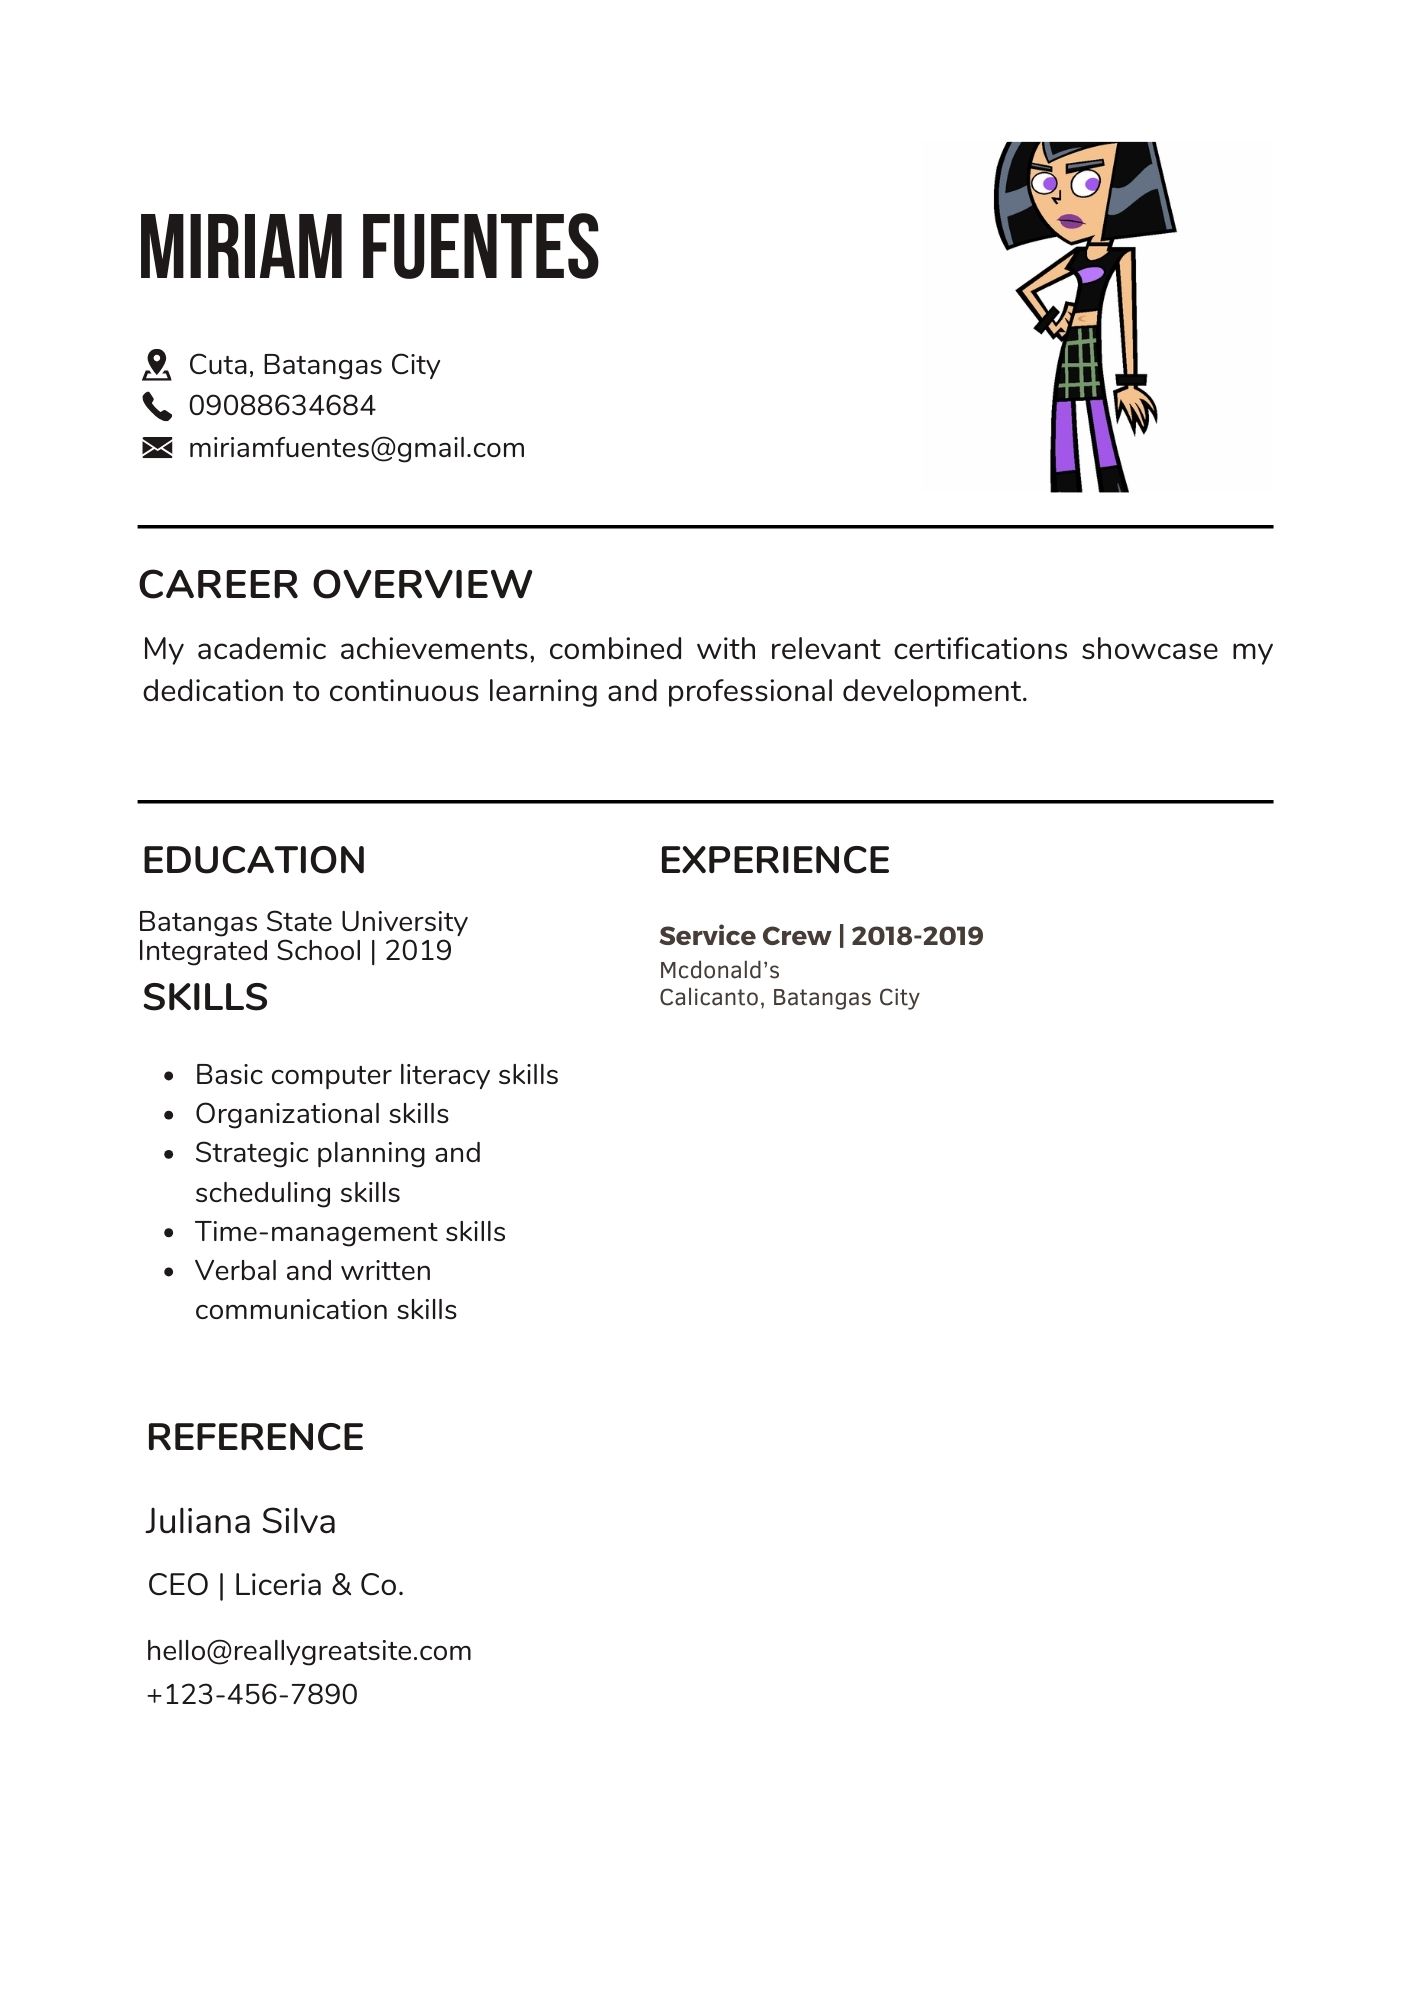 MIRIAM FUENTES
Cuta, Batangas City
09088634684
miriamfuentes@gmail.com
CAREER OVERVIEW
My academic achievements, combined with relevant certifications showcase my
dedication to continuous learning and professional development.
EDUCATION
Batangas State University
Integrated School | 2019
SKILLS
• Basic computer literacy skills
• Organizational skills
• Strategic planning and
scheduling skills
• Time-management skills
• Verbal and written
communication skills
EXPERIENCE
Service Crew | 2018-2019
Mcdonald's
Calicanto, Batangas City
REFERENCE
Juliana Silva
CEO | Liceria & Co.
hello@reallygreatsite.com
+123-456-7890